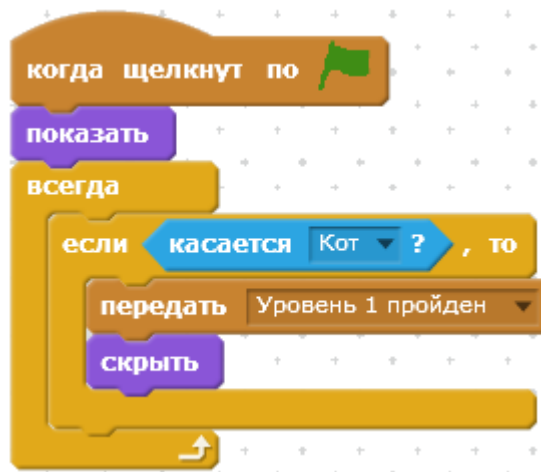 когда щелкнут по
показать
всегда
если касается Кот ? , то
передать Уровень 1 пройден
скрыть